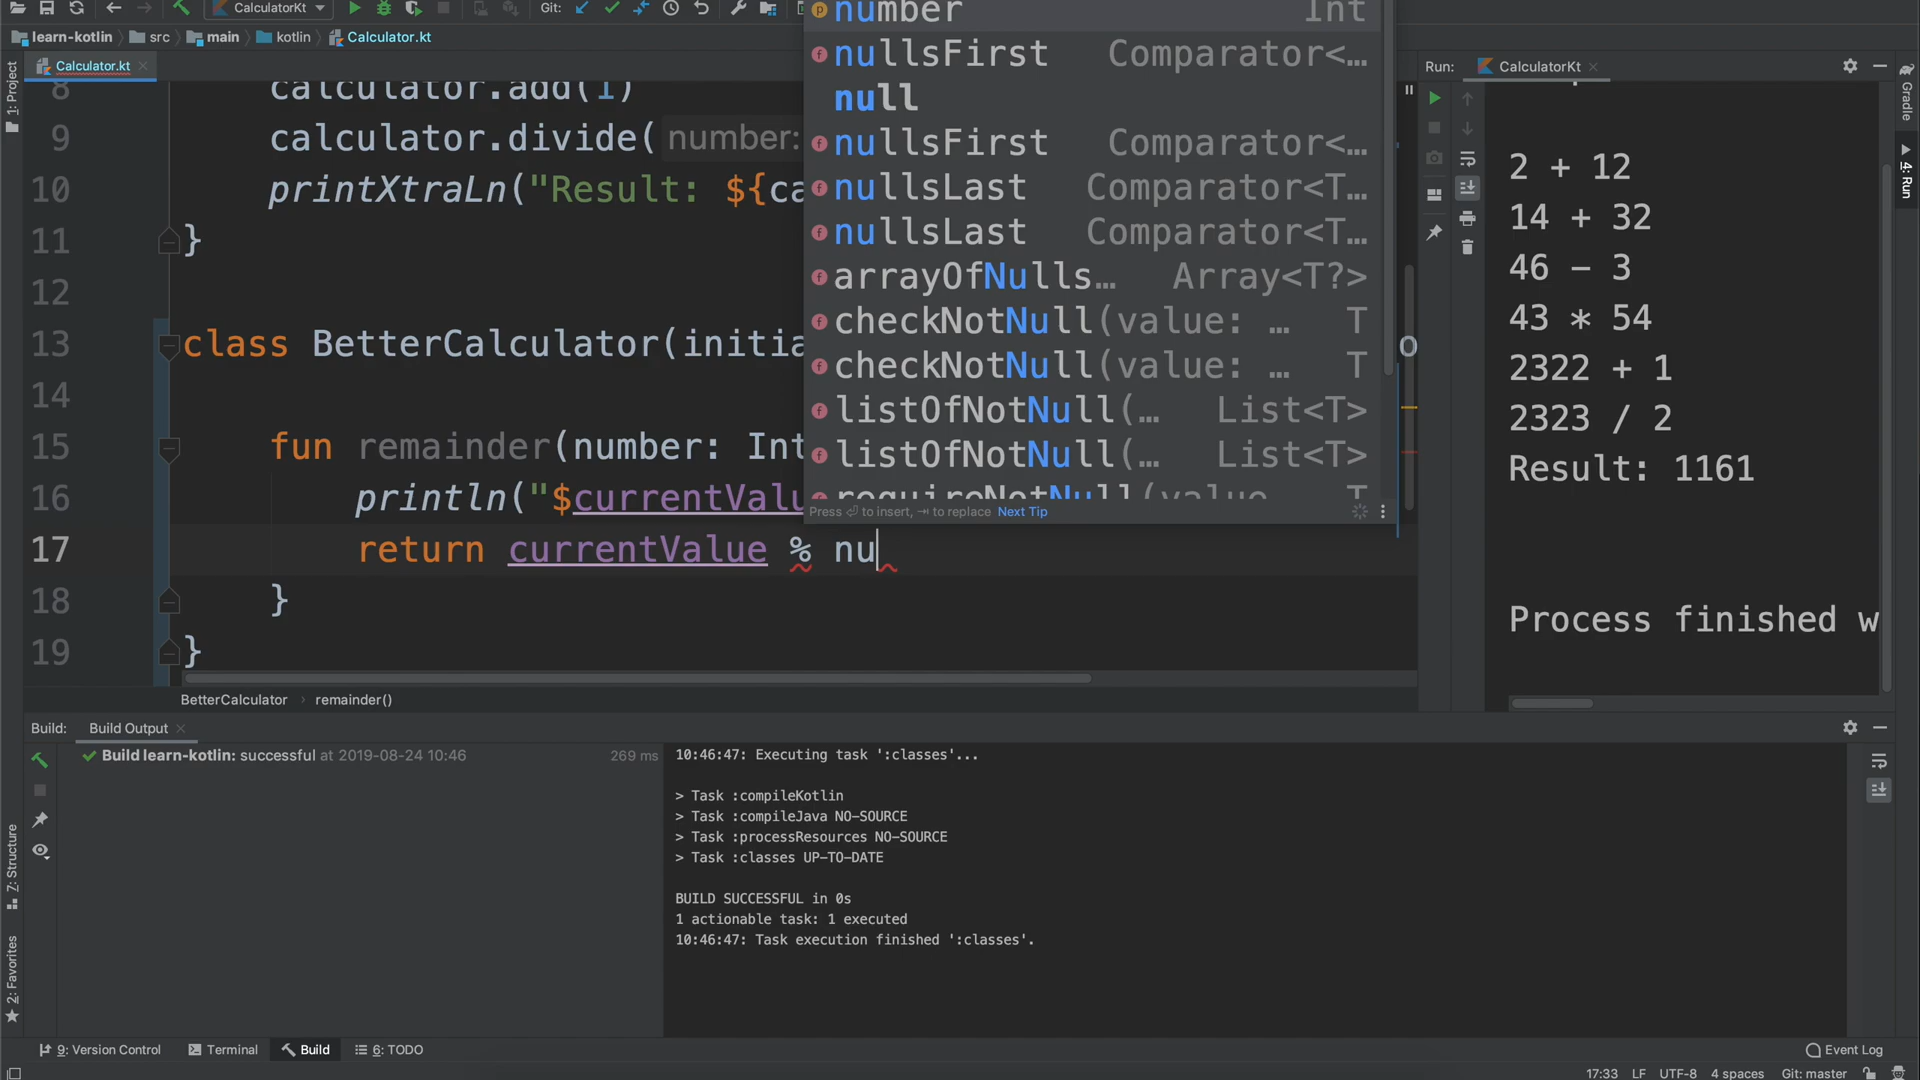 CalculatorKt
Git:
learn-kotlin
src
main
kotlin
Calculator.kt
Calculator.kt
1: Project
8
calculator.add(1)
9
calculator.divide( number:
10
printXtraLn("Result: ${ca
11
}
12
13
class BetterCalculator(initia
14
15
fun remainder(number: Int
16
println("$currentValu
17
return currentValue % nu
18
}
19
}
number Int
nullsFirst Comparator<…
null
nullsFirst Comparator<…
nullsLast Comparator<T…
nullsLast Comparator<T…
arrayOfNulls… Array<T?>
checkNotNull(value: … T
checkNotNull(value: … T
listOfNotNull(… List<T>
listOfNotNull(… List<T>
requireNotNull(value T
Press ⏎ to insert, ⇥ to replace Next Tip
BetterCalculator › remainder()
Run:
CalculatorKt
2 + 12
14 + 32
46 - 3
43 * 54
2322 + 1
2323 / 2
Result: 1161
Process finished w
Gradle
4: Run
Build:
Build Output
Build learn-kotlin: successful at 2019-08-24 10:46
269 ms
10:46:47: Executing task ':classes'...
> Task :compileKotlin
> Task :compileJava NO-SOURCE
> Task :processResources NO-SOURCE
> Task :classes UP-TO-DATE
BUILD SUCCESSFUL in 0s
1 actionable task: 1 executed
10:46:47: Task execution finished ':classes'.
7: Structure
2: Favorites
9: Version Control
Terminal
Build
6: TODO
Event Log
17:33
LF
UTF-8
4 spaces
Git: master